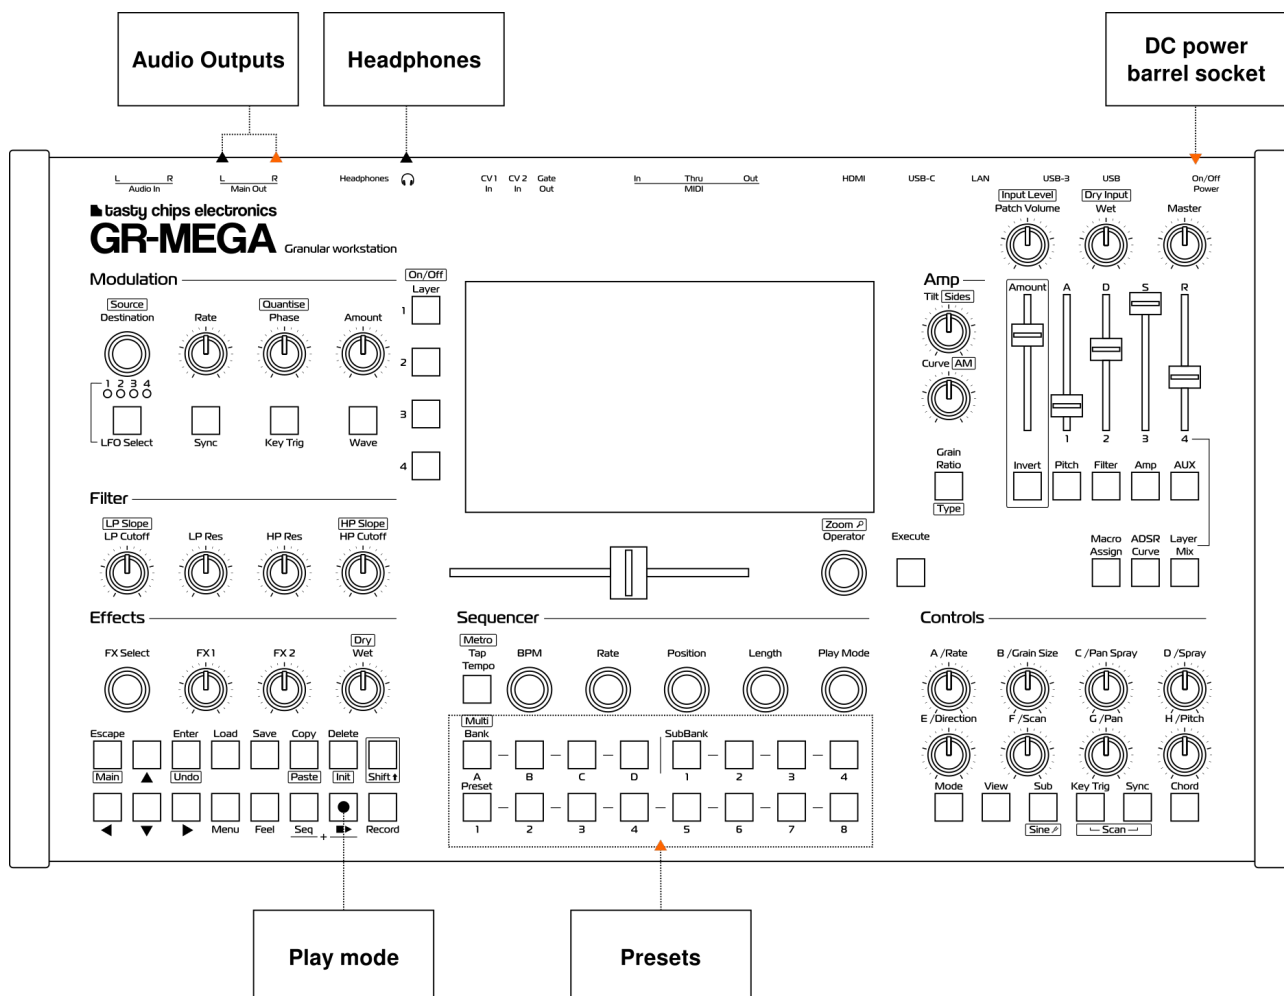 Audio Outputs
Headphones
DC power
barrel socket
L R
Audio In
L R
Main Out
Headphones
CV 1
In
CV 2
In
Gate
Out
In Thru Out
MIDI
HDMI
USB-C
LAN
USB-3
USB
On/Off
Power
tasty chips electronics
GR-MEGA Granular workstation
Input Level
Patch Volume
Dry Input
Wet
Master
Modulation
On/Off
Layer
1
2
3
4
Source
Destination
Rate
Quantise
Phase
Amount
1 2 3 4
LFO Select
Sync
Key Trig
Wave
Amp
Tilt Sides
Curve AM
Grain
Ratio
Type
Amount A D S R
1 2 3 4
Invert Pitch Filter Amp AUX
Macro
Assign
ADSR
Curve
Layer
Mix
Filter
LP Slope
LP Cutoff
LP Res
HP Res
HP Slope
HP Cutoff
Zoom
Operator
Execute
Effects
FX Select
FX 1
FX 2
Dry
Wet
Sequencer
Metro
Tap
Tempo
BPM
Rate
Position
Length
Play Mode
Controls
A /Rate
B /Grain Size
C /Pan Spray
D /Spray
E /Direction
F /Scan
G /Pan
H /Pitch
Escape
Main
Enter
Undo
Load
Save
Copy
Paste
Delete
Init
Shift
Menu
Feel
Seq
+
Record
Multi
Bank
A B C D
SubBank
1 2 3 4
Preset
1 2 3 4 5 6 7 8
Mode
View
Sub
Sine
Key Trig
Sync
Scan
Chord
Play mode
Presets